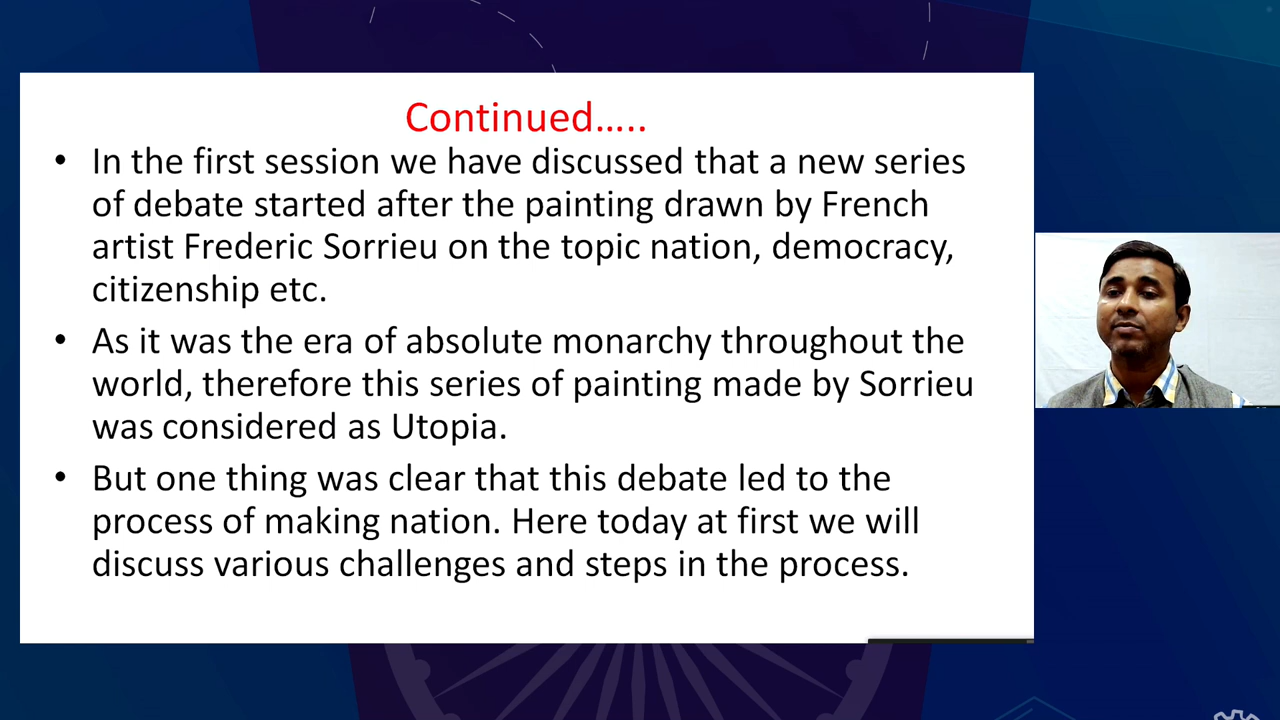 Continued.....
• In the first session we have discussed that a new series
of debate started after the painting drawn by French
artist Frederic Sorrieu on the topic nation, democracy,
citizenship etc.
• As it was the era of absolute monarchy throughout the
world, therefore this series of painting made by Sorrieu
was considered as Utopia.
• But one thing was clear that this debate led to the
process of making nation. Here today at first we will
discuss various challenges and steps in the process.